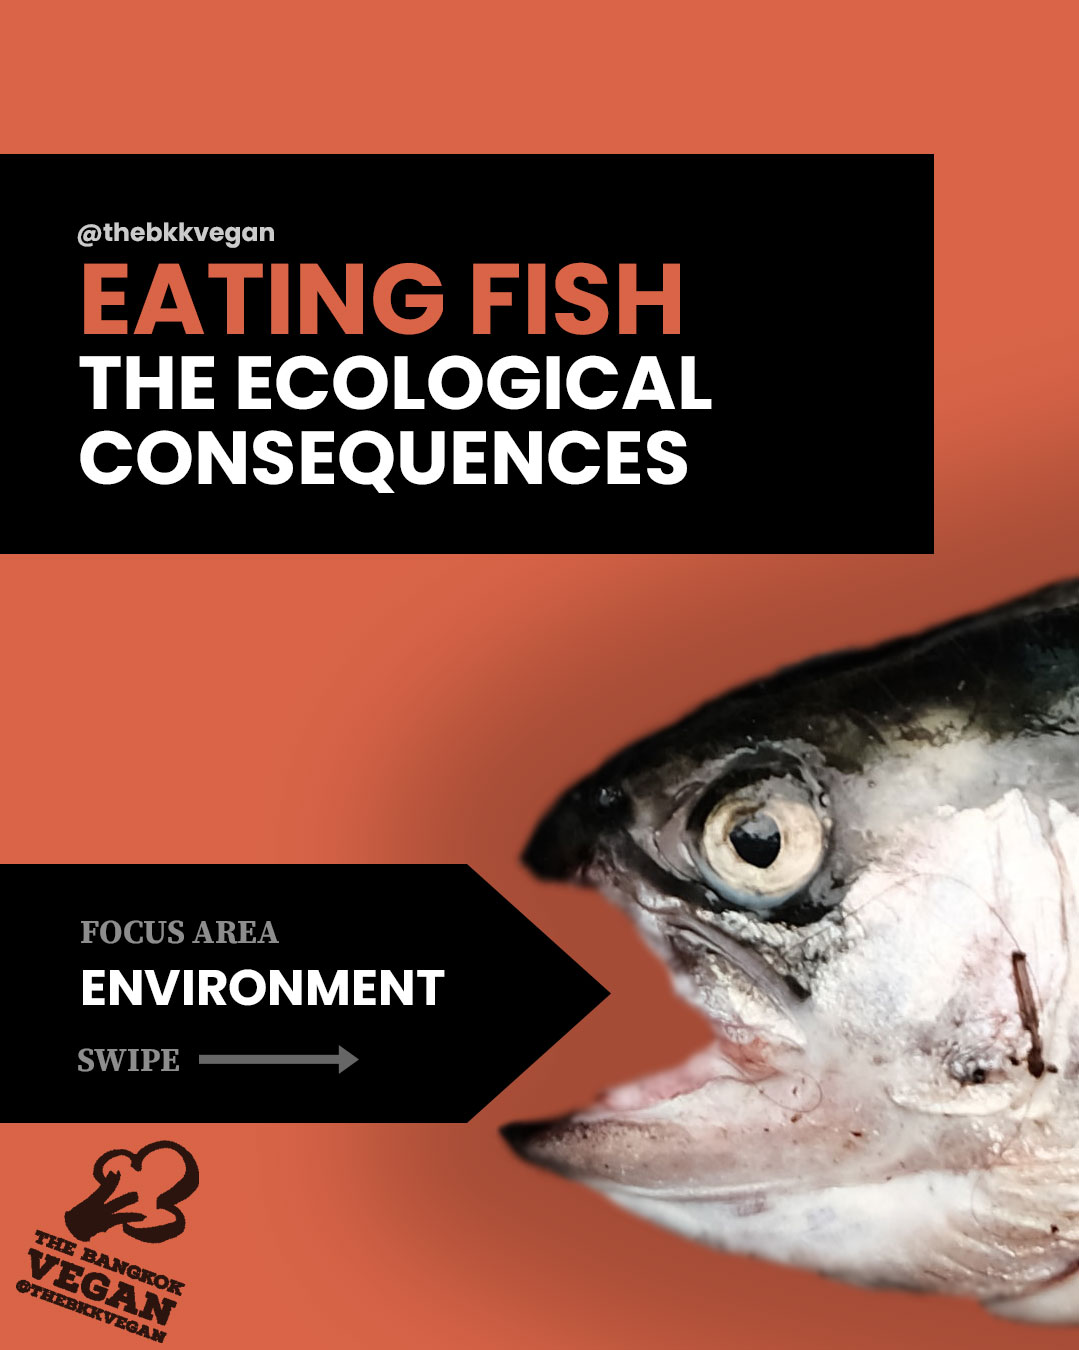 @thebkkvegan
EATING FISH
THE ECOLOGICAL
CONSEQUENCES
FOCUS AREA
ENVIRONMENT
SWIPE
THE BANGKOK
VEGAN
@THEBKKVEGAN